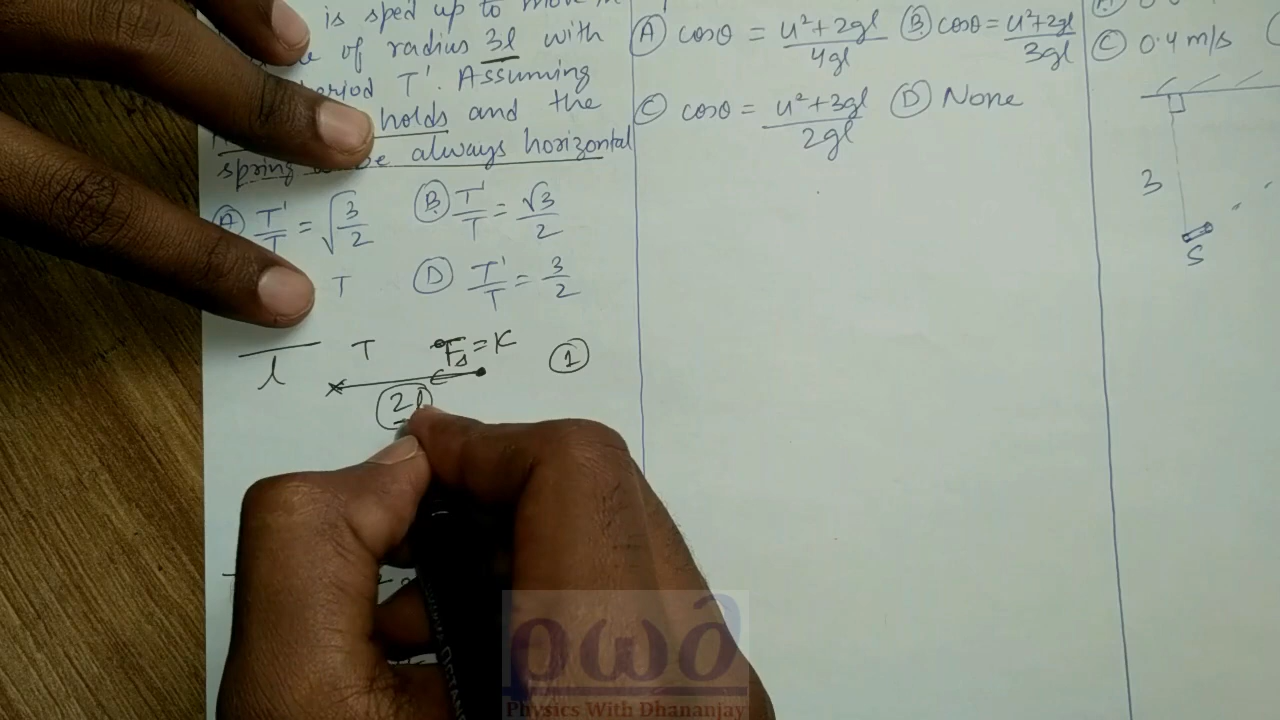 is sped up to move in
of radius 3l with
T'. Assuming
holds and the
spring be always horizontal
Ⓐ T'/T = √(3/2) Ⓑ T'/T = √3/2
T Ⓓ T'/T = 3/2
l T Fs = K ①
2l
Ⓐ cosθ = u²+2gl/4gl Ⓑ cosθ = u²+2gl/3gl
Ⓒ cosθ = u²+3gl/2gl Ⓓ None
Ⓒ 0.4 m/s
3
S
ρωd
Physics With Dhananjay